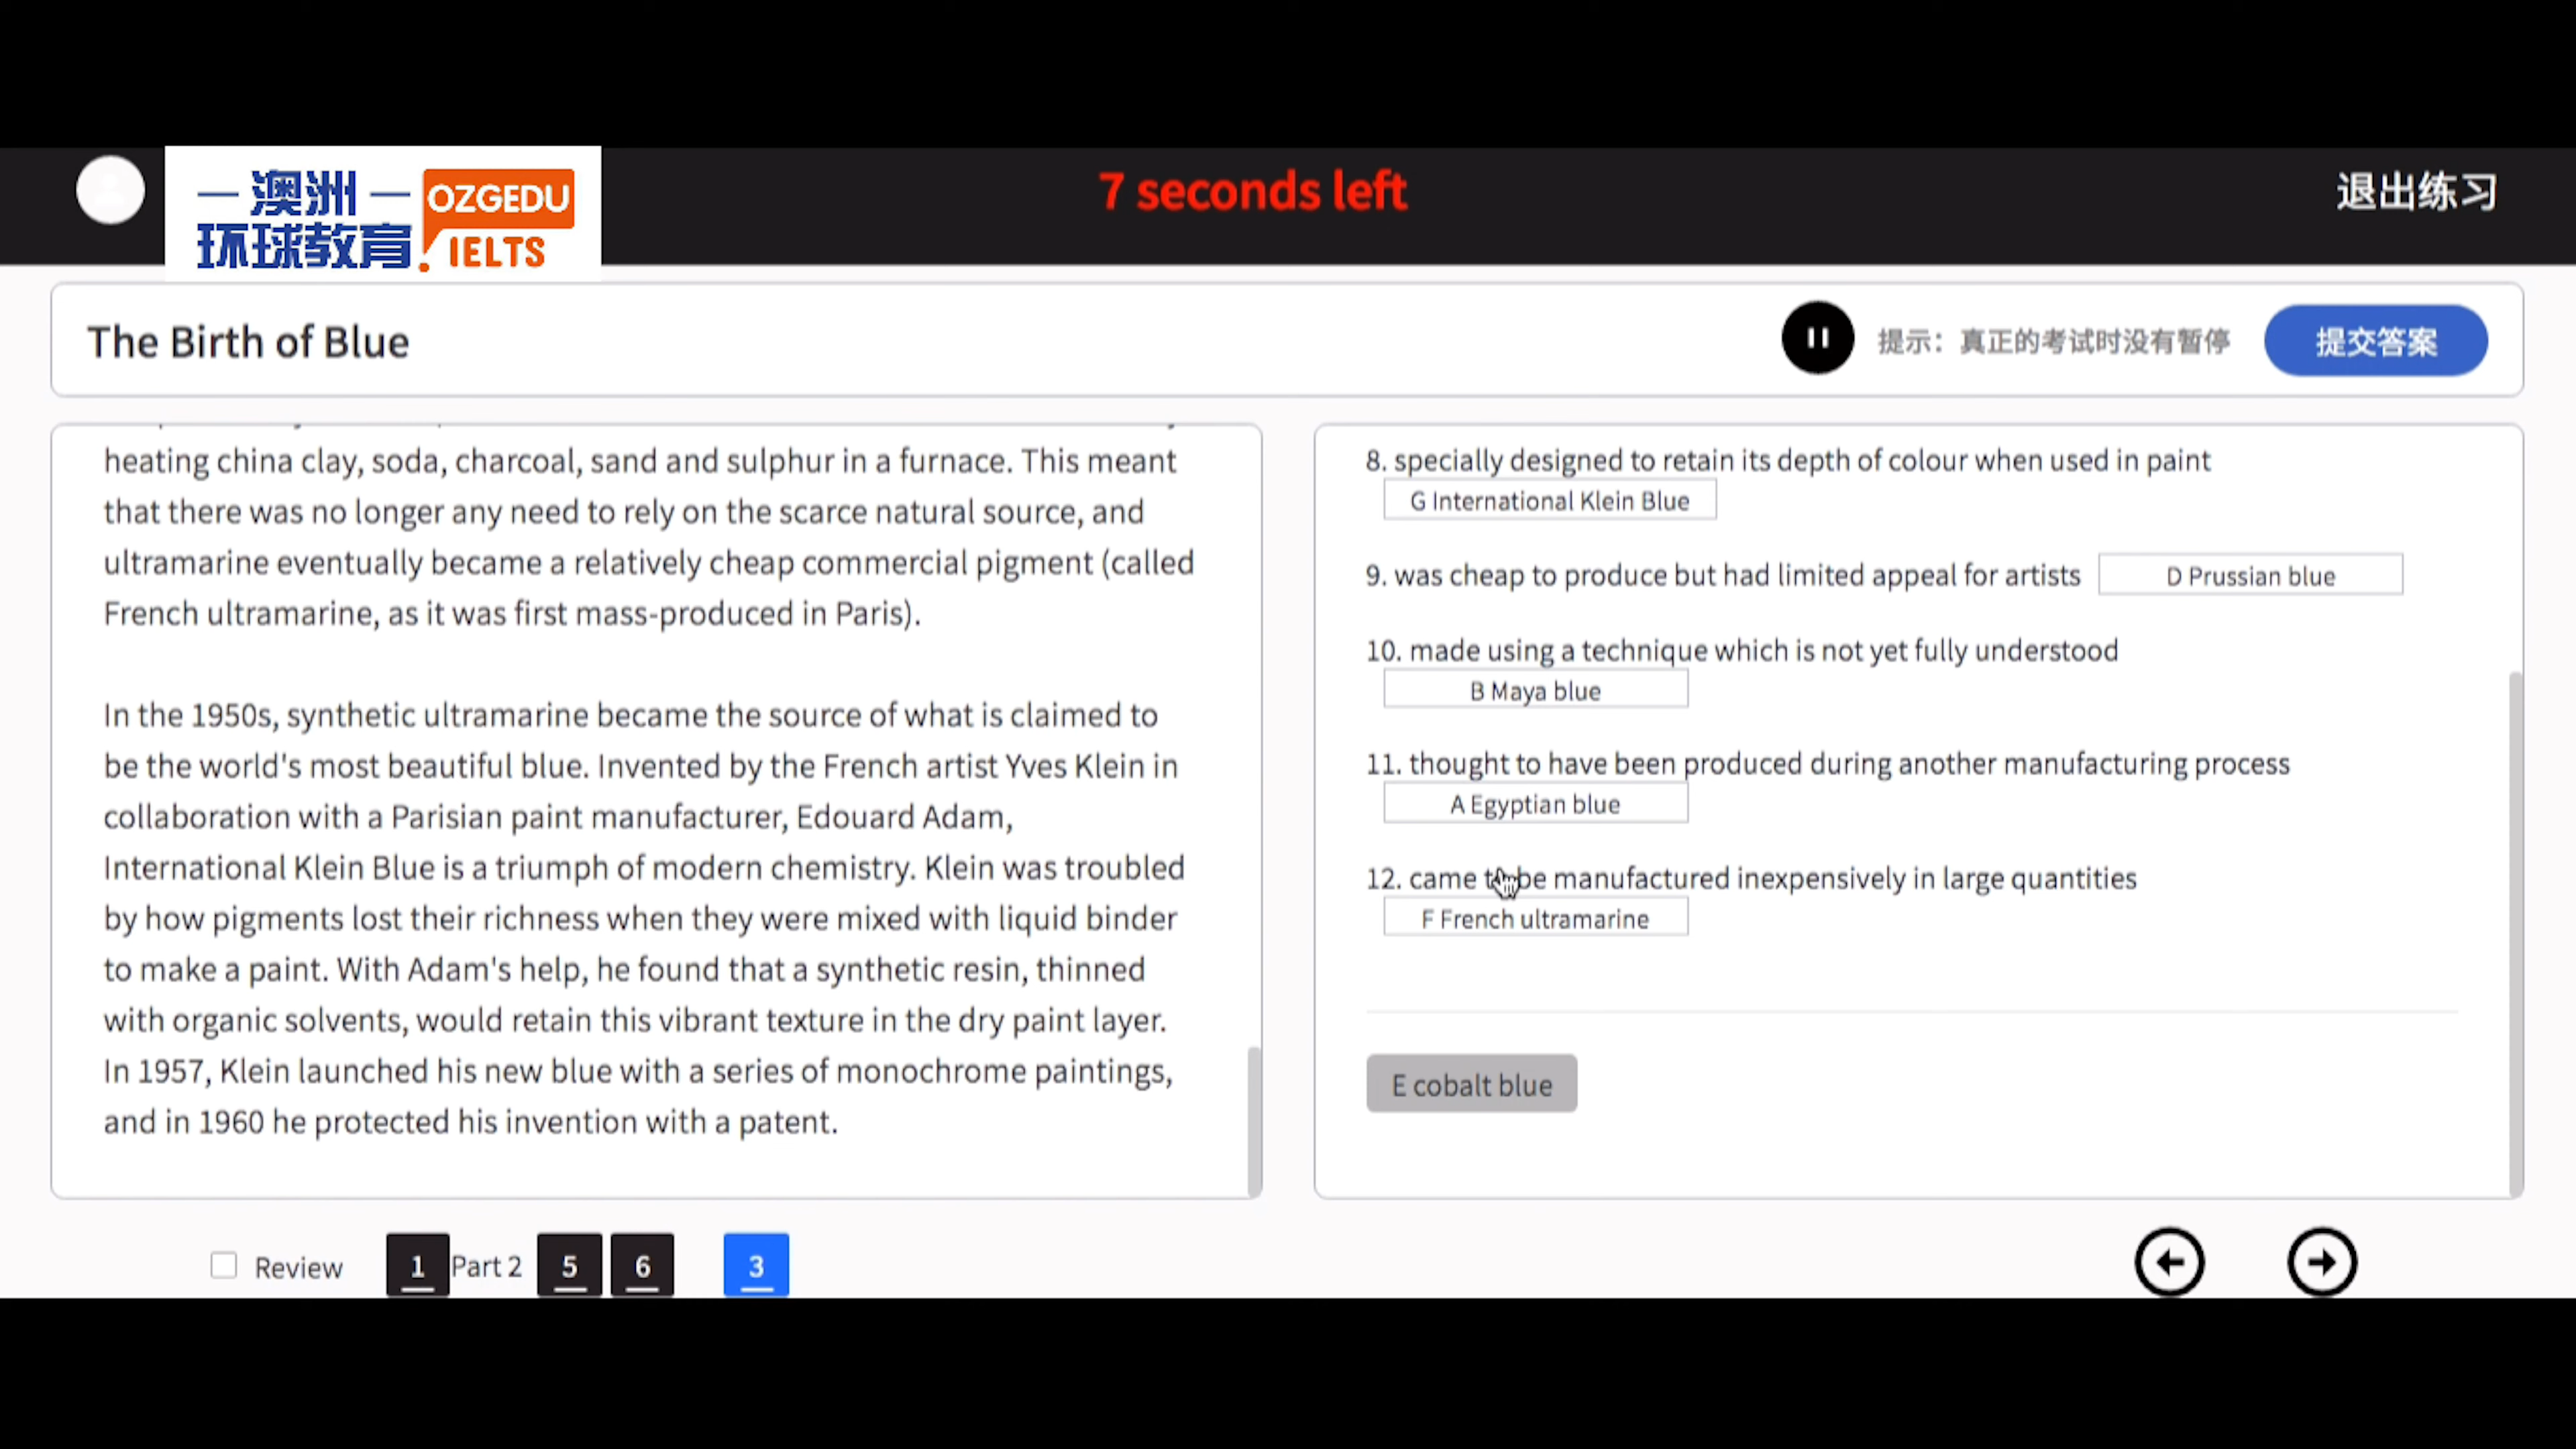 澳洲
环球教育
OZGEDU
IELTS
7 seconds left
退出练习
The Birth of Blue
提示：真正的考试时没有暂停
提交答案
heating china clay, soda, charcoal, sand and sulphur in a furnace. This meant
that there was no longer any need to rely on the scarce natural source, and
ultramarine eventually became a relatively cheap commercial pigment (called
French ultramarine, as it was first mass-produced in Paris).
In the 1950s, synthetic ultramarine became the source of what is claimed to
be the world's most beautiful blue. Invented by the French artist Yves Klein in
collaboration with a Parisian paint manufacturer, Edouard Adam,
International Klein Blue is a triumph of modern chemistry. Klein was troubled
by how pigments lost their richness when they were mixed with liquid binder
to make a paint. With Adam's help, he found that a synthetic resin, thinned
with organic solvents, would retain this vibrant texture in the dry paint layer.
In 1957, Klein launched his new blue with a series of monochrome paintings,
and in 1960 he protected his invention with a patent.
8. specially designed to retain its depth of colour when used in paint
G International Klein Blue
9. was cheap to produce but had limited appeal for artists D Prussian blue
10. made using a technique which is not yet fully understood
B Maya blue
11. thought to have been produced during another manufacturing process
A Egyptian blue
12. came to be manufactured inexpensively in large quantities
F French ultramarine
E cobalt blue
Review 1 Part 2 5 6 3